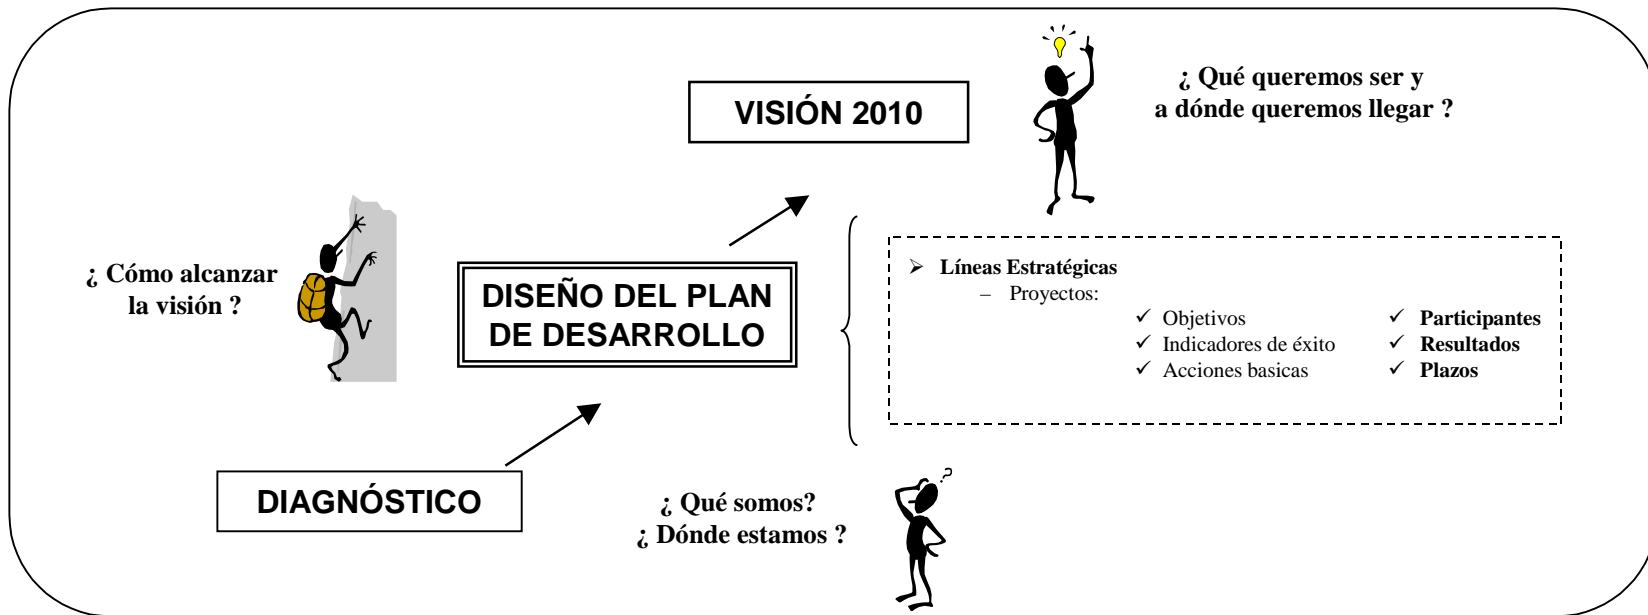 VISIÓN 2010
¿ Qué queremos ser y
a dónde queremos llegar ?
¿ Cómo alcanzar
la visión ?
DISEÑO DEL PLAN
DE DESARROLLO
➢ Líneas Estratégicas
– Proyectos:
✓ Objetivos ✓ Participantes
✓ Indicadores de éxito ✓ Resultados
✓ Acciones basicas ✓ Plazos
DIAGNÓSTICO
¿ Qué somos?
¿ Dónde estamos ?
?